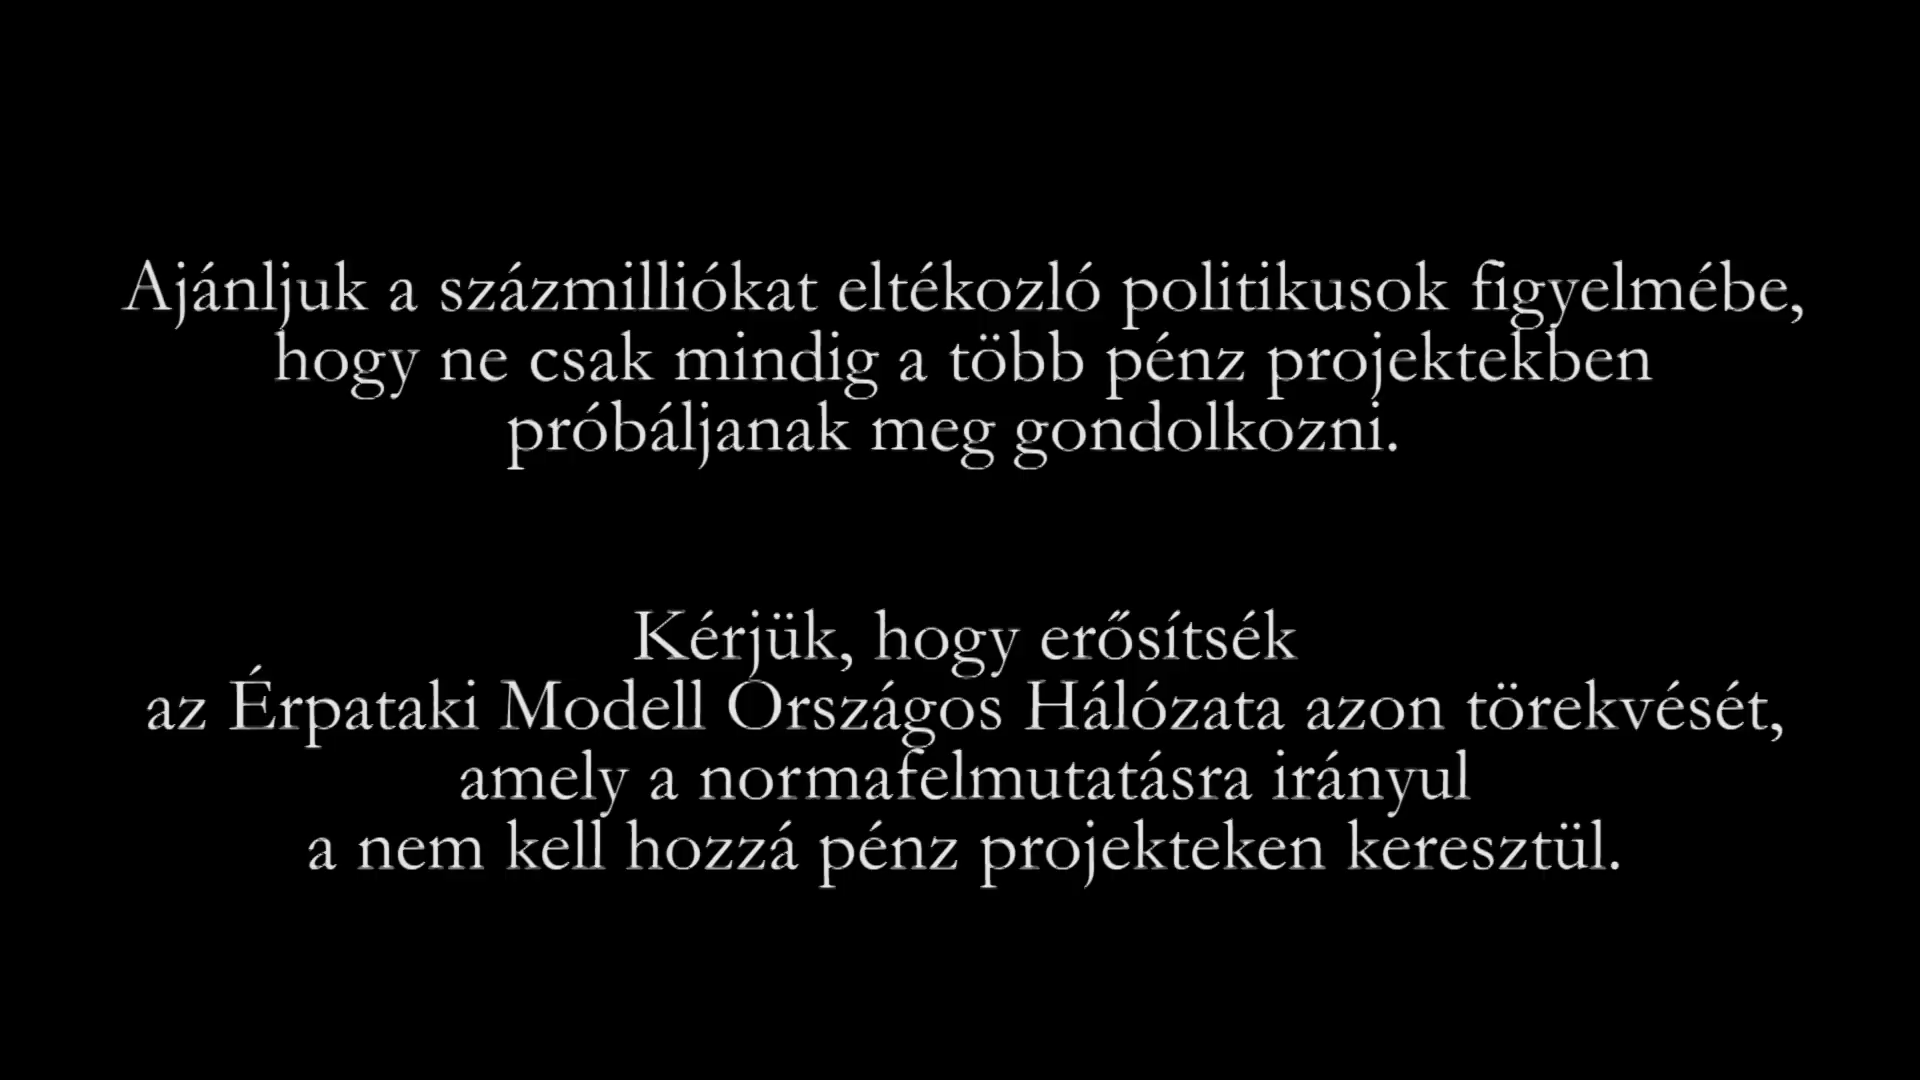 Ajánljuk a százmilliókat eltékozló politikusok figyelmébe,
hogy ne csak mindig a több pénz projektekben
próbáljanak meg gondolkozni.
Kérjük, hogy erősítsék
az Érpataki Modell Országos Hálózata azon törekvését,
amely a normafelmutatásra irányul
a nem kell hozzá pénz projekteken keresztül.